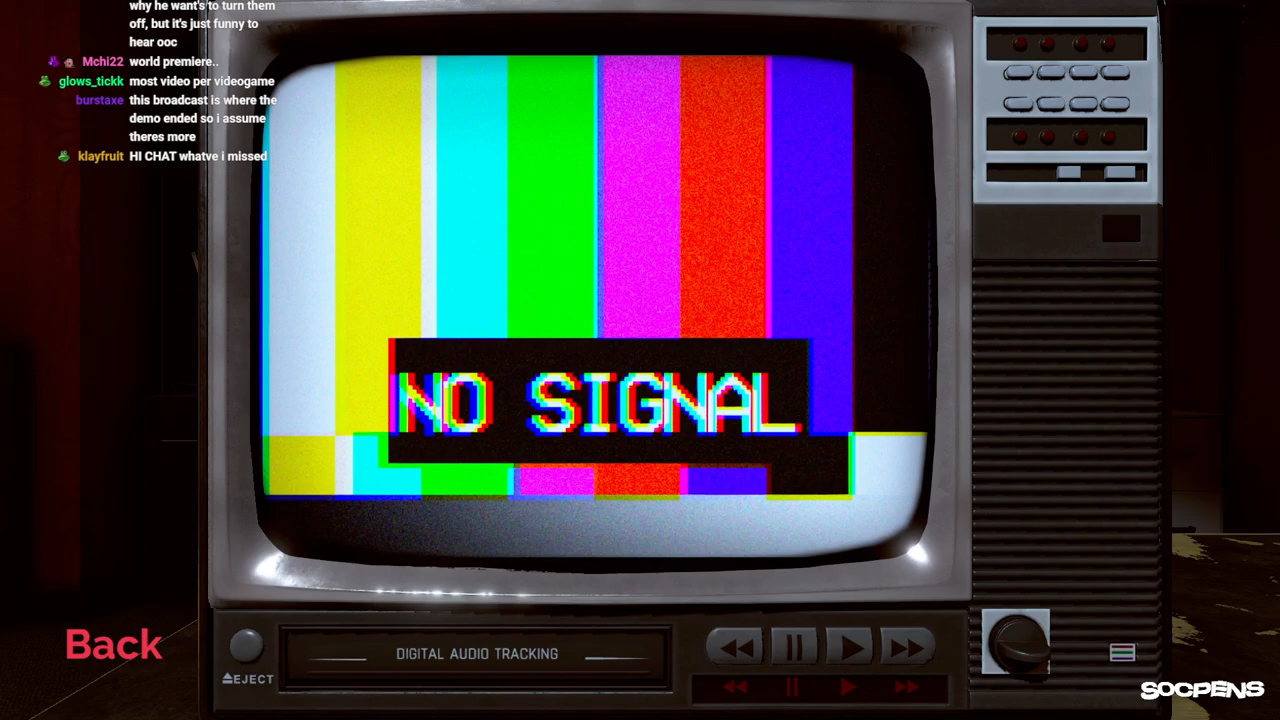 why he want's to turn them
off, but it's just funny to
hear ooc
Mchi22 world premiere..
glows_tickk most video per videogame
burstaxe this broadcast is where the
demo ended so i assume
theres more
klayfruit HI CHAT whatve i missed
NO SIGNAL
Back
DIGITAL AUDIO TRACKING
EJECT
SOCPENS